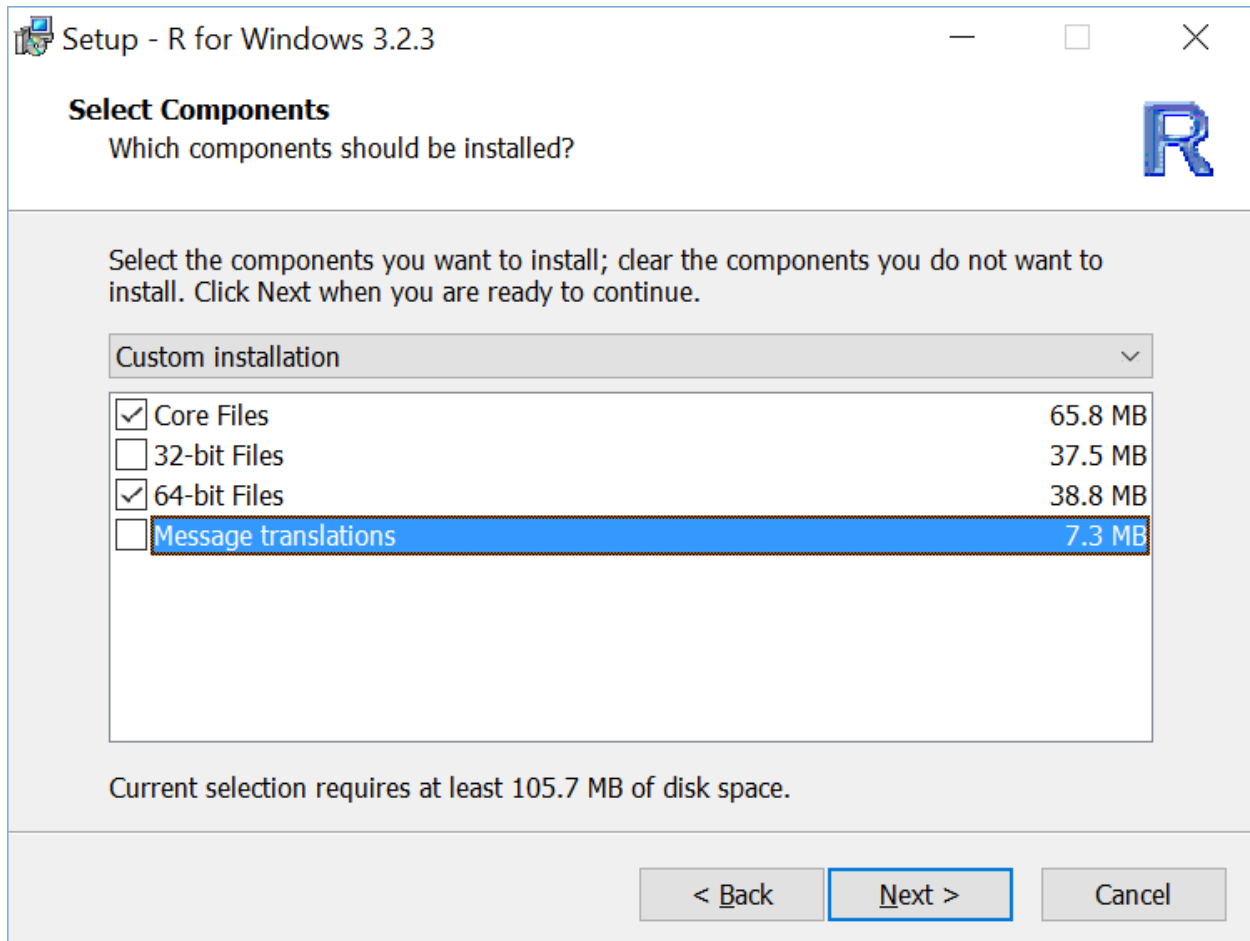 Setup - R for Windows 3.2.3
Select Components
Which components should be installed?
R
Select the components you want to install; clear the components you do not want to
install. Click Next when you are ready to continue.
Custom installation
Core Files 65.8 MB
32-bit Files 37.5 MB
64-bit Files 38.8 MB
Message translations 7.3 MB
Current selection requires at least 105.7 MB of disk space.
< Back Next > Cancel